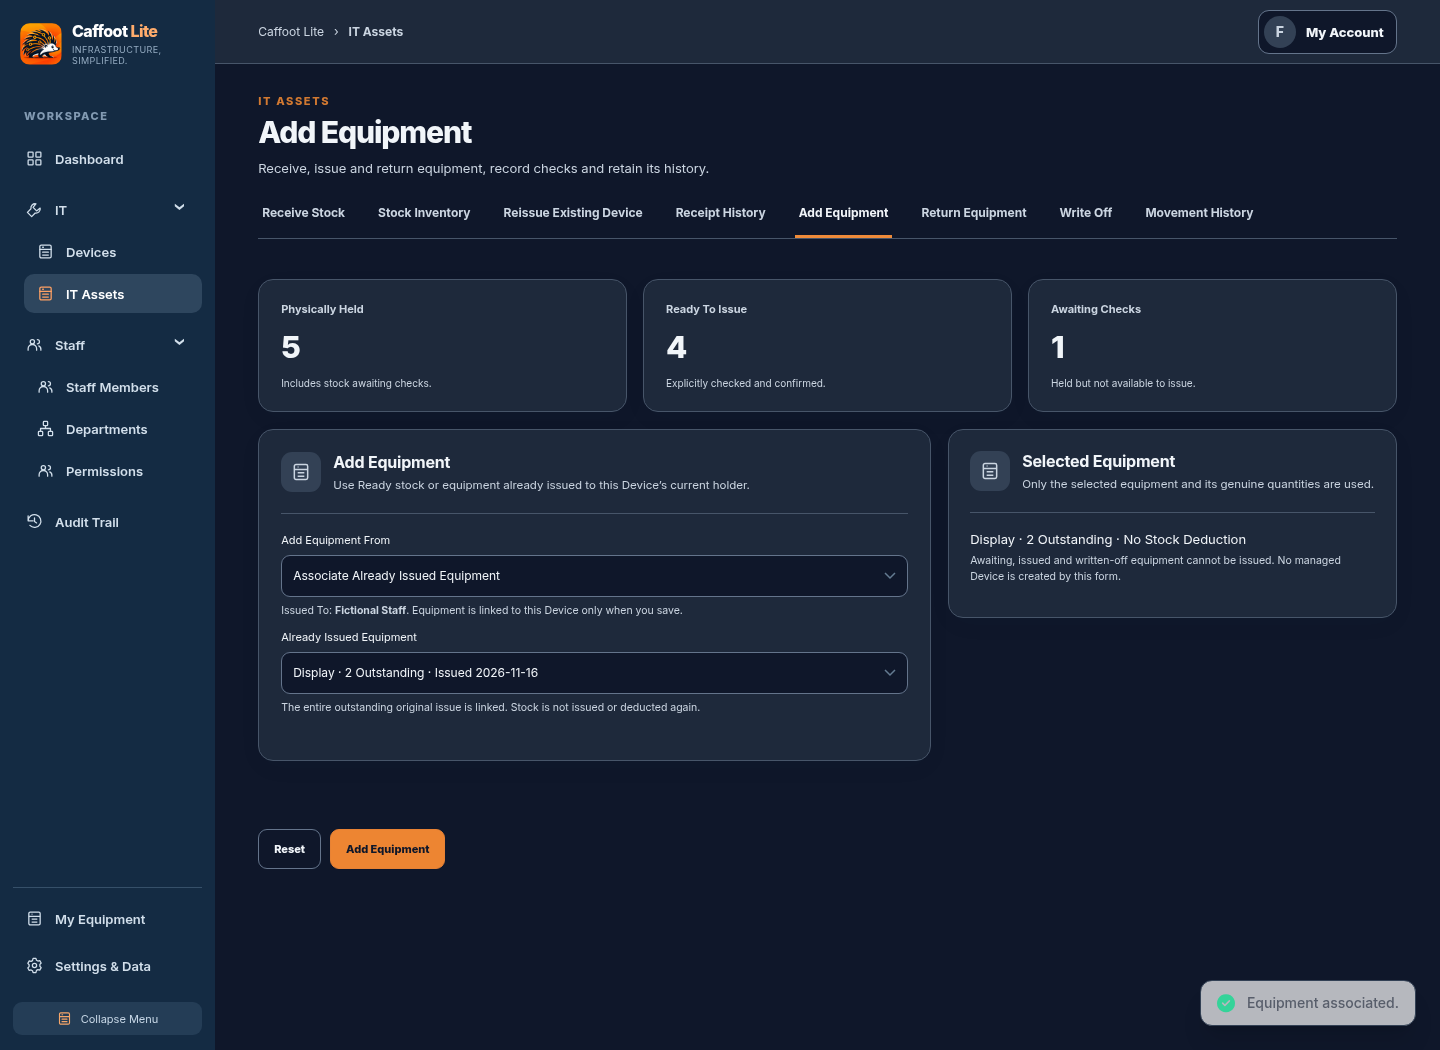 Caffoot Lite
INFRASTRUCTURE,
SIMPLIFIED.
WORKSPACE
Dashboard
IT
Devices
IT Assets
Staff
Staff Members
Departments
Permissions
Audit Trail
My Equipment
Settings & Data
Collapse Menu
Caffoot Lite › IT Assets
F My Account
IT ASSETS
Add Equipment
Receive, issue and return equipment, record checks and retain its history.
Receive Stock Stock Inventory Reissue Existing Device Receipt History Add Equipment Return Equipment Write Off Movement History
Physically Held
5
Includes stock awaiting checks.
Ready To Issue
4
Explicitly checked and confirmed.
Awaiting Checks
1
Held but not available to issue.
Add Equipment
Use Ready stock or equipment already issued to this Device’s current holder.
Add Equipment From
Associate Already Issued Equipment
Issued To: Fictional Staff. Equipment is linked to this Device only when you save.
Already Issued Equipment
Display · 2 Outstanding · Issued 2026-11-16
The entire outstanding original issue is linked. Stock is not issued or deducted again.
Selected Equipment
Only the selected equipment and its genuine quantities are used.
Display · 2 Outstanding · No Stock Deduction
Awaiting, issued and written-off equipment cannot be issued. No managed
Device is created by this form.
Reset Add Equipment
Equipment associated.